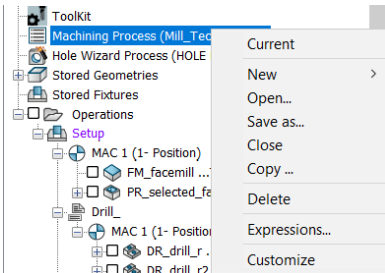 ToolKit
Machining Process (Mill_Tec
Hole Wizard Process (HOLE
Stored Geometries
Stored Fixtures
Operations
Setup
MAC 1 (1- Position)
FM_facemill ...
PR_selected_fa
Drill_
MAC 1 (1- Position
DR_drill_r .
DR_drill_r2
Current
New
Open...
Save as...
Close
Copy ...
Delete
Expressions...
Customize